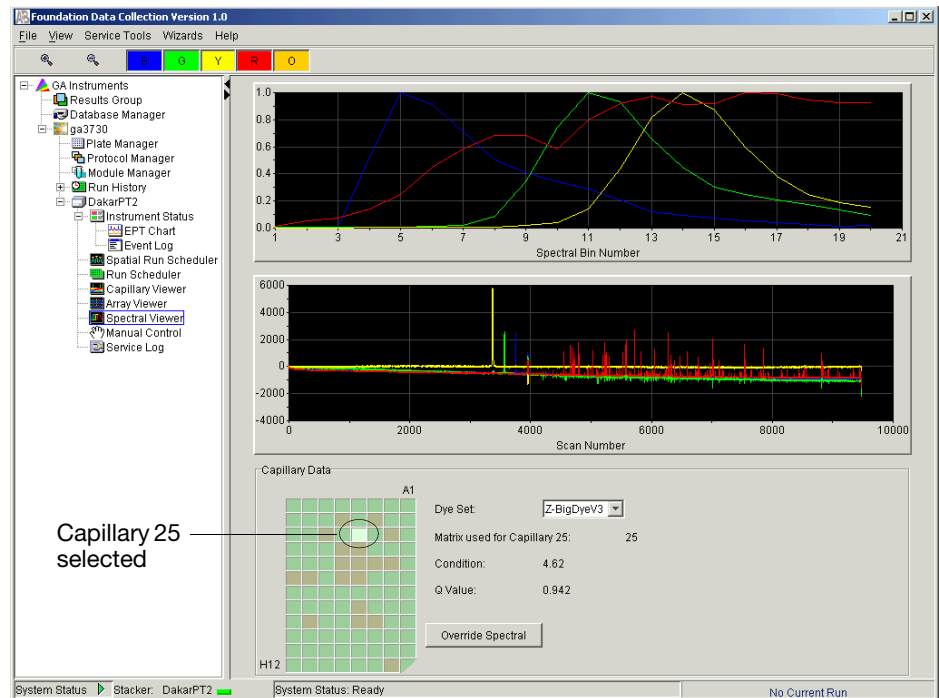 Foundation Data Collection Version 1.0
File View Service Tools Wizards Help
B G Y R O
GA Instruments
Results Group
Database Manager
ga3730
Plate Manager
Protocol Manager
Module Manager
Run History
DakarPT2
Instrument Status
EPT Chart
Event Log
Spatial Run Scheduler
Run Scheduler
Capillary Viewer
Array Viewer
Spectral Viewer
Manual Control
Service Log
1.0
0.8
0.6
0.4
0.2
0.0
1 3 5 7 9 11 13 15 17 19 21
Spectral Bin Number
6000
4000
2000
0
-2000
-4000
0 2000 4000 6000 8000 10000
Scan Number
Capillary Data
A1
H12
Capillary 25
selected
Dye Set: Z-BigDyeV3
Matrix used for Capillary 25: 25
Condition: 4.62
Q Value: 0.942
Override Spectral
System Status Stacker: DakarPT2 System Status: Ready No Current Run